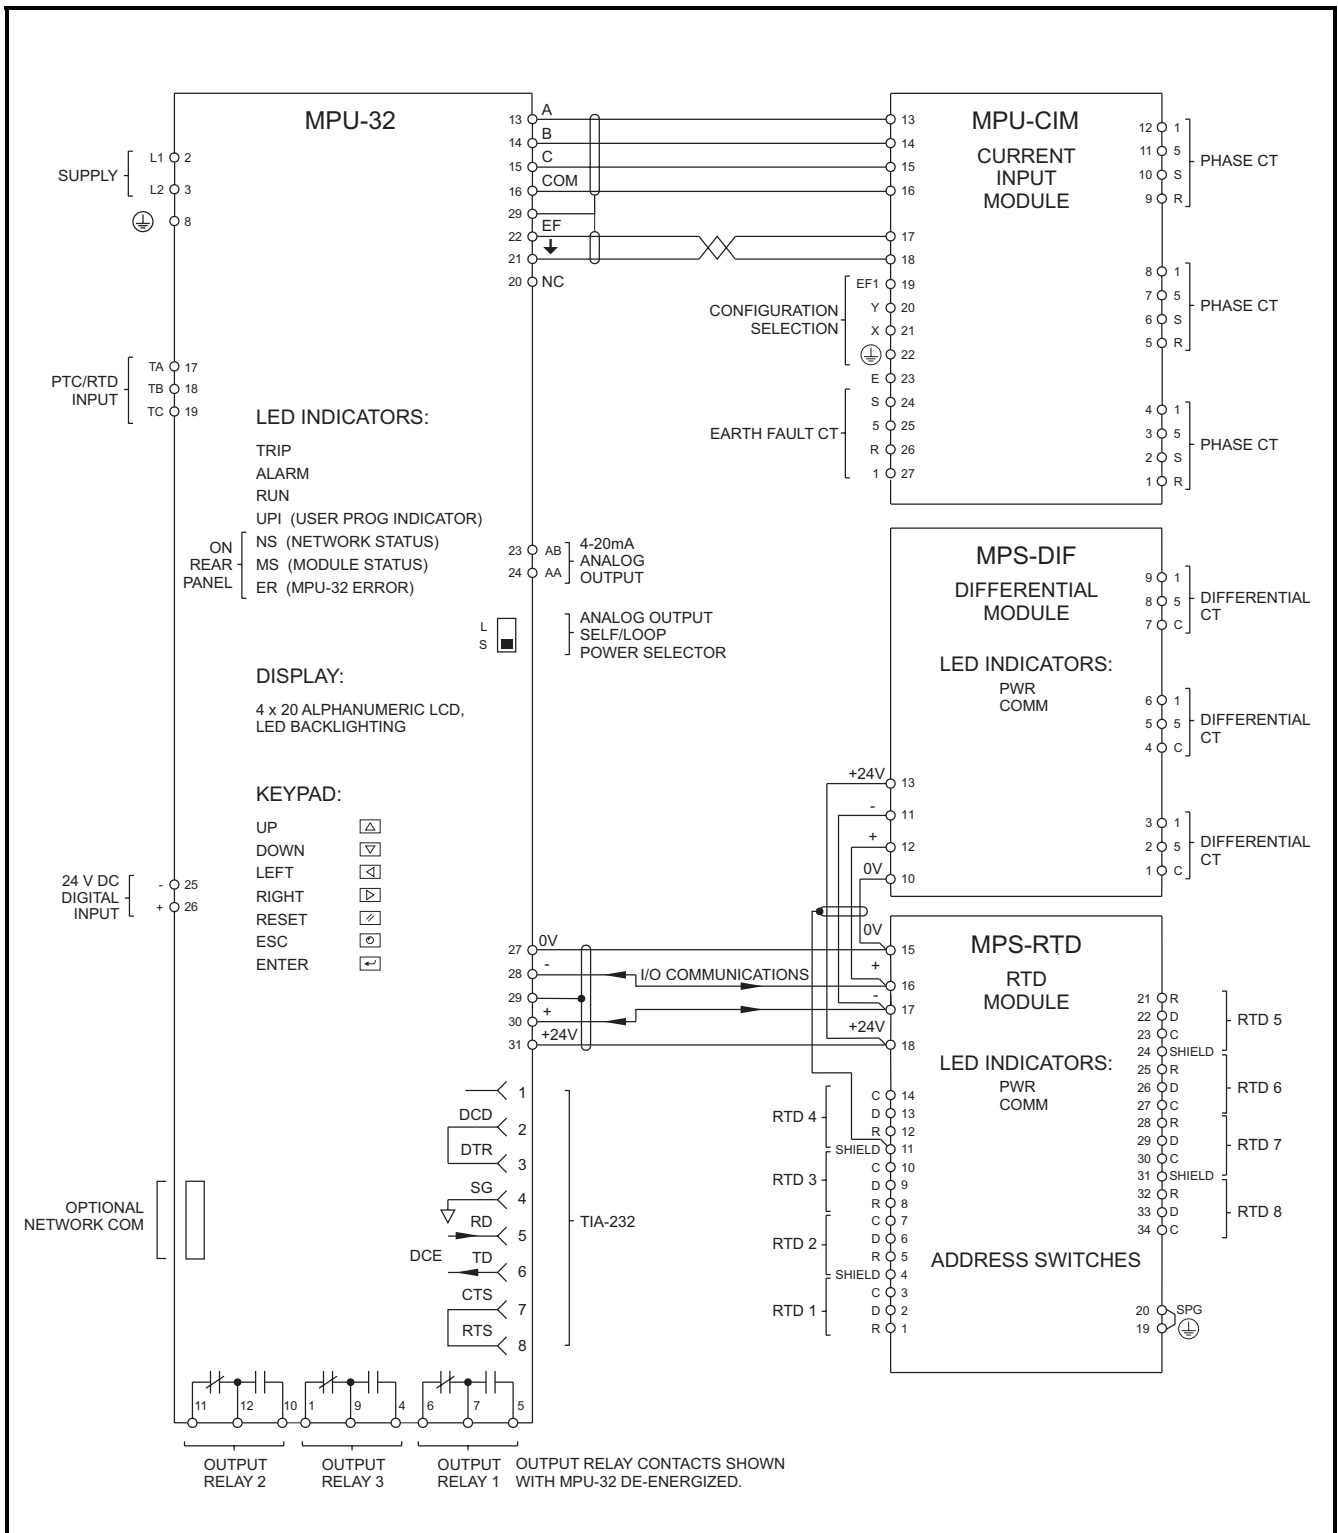 MPU-32
SUPPLY
L1 2
L2 3
8
PTC/RTD
INPUT
TA 17
TB 18
TC 19
LED INDICATORS:
TRIP
ALARM
RUN
UPI (USER PROG INDICATOR)
ON
REAR
PANEL
NS (NETWORK STATUS)
MS (MODULE STATUS)
ER (MPU-32 ERROR)
DISPLAY:
4 x 20 ALPHANUMERIC LCD,
LED BACKLIGHTING
KEYPAD:
UP
DOWN
LEFT
RIGHT
RESET
ESC
ENTER
24 V DC
DIGITAL
INPUT
- 25
+ 26
OPTIONAL
NETWORK COM
13 A
14 B
15 C
16 COM
29
22 EF
21
20 NC
23 AB
24 AA
4-20mA
ANALOG
OUTPUT
L
S
ANALOG OUTPUT
SELF/LOOP
POWER SELECTOR
27 0V
28 -
29
30 +
31 +24V
I/O COMMUNICATIONS
1
DCD 2
DTR 3
SG 4
RD 5
DCE
TD 6
CTS 7
RTS 8
TIA-232
11 12 10 1 9 4 6 7 5
OUTPUT
RELAY 2
OUTPUT
RELAY 3
OUTPUT
RELAY 1
OUTPUT RELAY CONTACTS SHOWN
WITH MPU-32 DE-ENERGIZED.
MPU-CIM
CURRENT
INPUT
MODULE
13
14
15
16
17
18
CONFIGURATION
SELECTION
EF1 19
Y 20
X 21
22
E 23
EARTH FAULT CT
S 24
5 25
R 26
1 27
12 1
11 5
10 S
9 R
PHASE CT
8 1
7 5
6 S
5 R
PHASE CT
4 1
3 5
2 S
1 R
PHASE CT
MPS-DIF
DIFFERENTIAL
MODULE
LED INDICATORS:
PWR
COMM
+24V 13
- 11
+ 12
0V 10
9 1
8 5
7 C
DIFFERENTIAL
CT
6 1
5 5
4 C
DIFFERENTIAL
CT
3 1
2 5
1 C
DIFFERENTIAL
CT
MPS-RTD
RTD
MODULE
LED INDICATORS:
PWR
COMM
ADDRESS SWITCHES
0V 15
+ 16
- 17
+24V 18
RTD 4
C 14
D 13
R 12
SHIELD 11
RTD 3
C 10
D 9
R 8
RTD 2
C 7
D 6
R 5
SHIELD 4
RTD 1
C 3
D 2
R 1
21 R
22 D
23 C
24 SHIELD
RTD 5
25 R
26 D
27 C
RTD 6
28 R
29 D
30 C
31 SHIELD
RTD 7
32 R
33 D
34 C
RTD 8
20 SPG
19